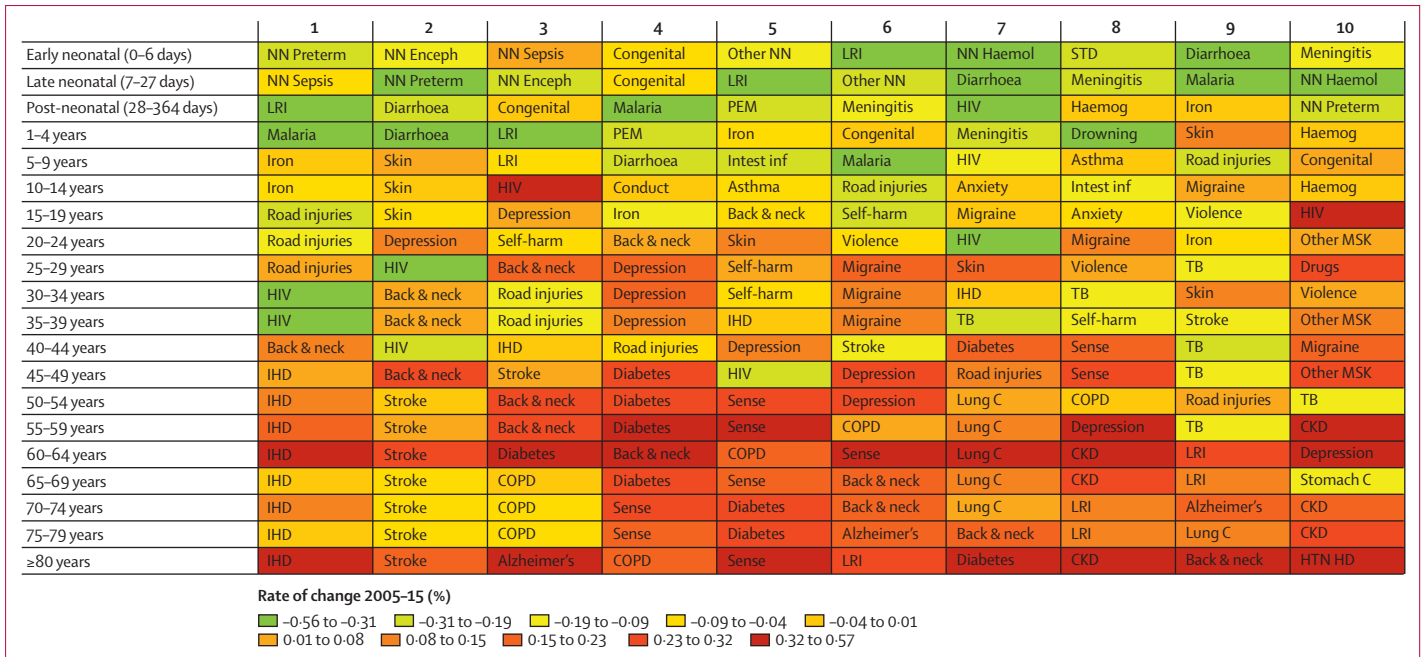 1 2 3 4 5 6 7 8 9 10
Early neonatal (0–6 days) NN Preterm NN Enceph NN Sepsis Congenital Other NN LRI NN Haemol STD Diarrhoea Meningitis
Late neonatal (7–27 days) NN Sepsis NN Preterm NN Enceph Congenital LRI Other NN Diarrhoea Meningitis Malaria NN Haemol
Post-neonatal (28–364 days) LRI Diarrhoea Congenital Malaria PEM Meningitis HIV Haemog Iron NN Preterm
1–4 years Malaria Diarrhoea LRI PEM Iron Congenital Meningitis Drowning Skin Haemog
5–9 years Iron Skin LRI Diarrhoea Intest inf Malaria HIV Asthma Road injuries Congenital
10–14 years Iron Skin HIV Conduct Asthma Road injuries Anxiety Intest inf Migraine Haemog
15–19 years Road injuries Skin Depression Iron Back & neck Self-harm Migraine Anxiety Violence HIV
20–24 years Road injuries Depression Self-harm Back & neck Skin Violence HIV Migraine Iron Other MSK
25–29 years Road injuries HIV Back & neck Depression Self-harm Migraine Skin Violence TB Drugs
30–34 years HIV Back & neck Road injuries Depression Self-harm Migraine IHD TB Skin Violence
35–39 years HIV Back & neck Road injuries Depression IHD Migraine TB Self-harm Stroke Other MSK
40–44 years Back & neck HIV IHD Road injuries Depression Stroke Diabetes Sense TB Migraine
45–49 years IHD Back & neck Stroke Diabetes HIV Depression Road injuries Sense TB Other MSK
50–54 years IHD Stroke Back & neck Diabetes Sense Depression Lung C COPD Road injuries TB
55–59 years IHD Stroke Back & neck Diabetes Sense COPD Lung C Depression TB CKD
60–64 years IHD Stroke Diabetes Back & neck COPD Sense Lung C CKD LRI Depression
65–69 years IHD Stroke COPD Diabetes Sense Back & neck Lung C CKD LRI Stomach C
70–74 years IHD Stroke COPD Sense Diabetes Back & neck Lung C LRI Alzheimer's CKD
75–79 years IHD Stroke COPD Sense Diabetes Alzheimer's Back & neck LRI Lung C CKD
≥80 years IHD Stroke Alzheimer's COPD Sense LRI Diabetes CKD Back & neck HTN HD
Rate of change 2005–15 (%)
–0·56 to –0·31 –0·31 to –0·19 –0·19 to –0·09 –0·09 to –0·04 –0·04 to 0·01
0·01 to 0·08 0·08 to 0·15 0·15 to 0·23 0·23 to 0·32 0·32 to 0·57